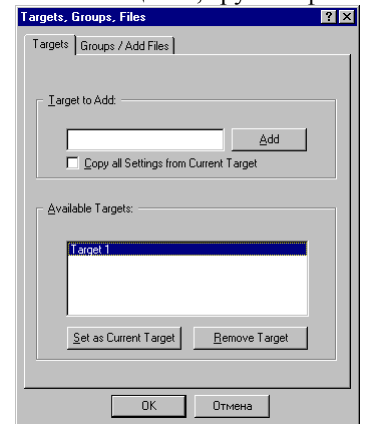 Targets, Groups, Files
Targets Groups / Add Files
Target to Add:
Add
Copy all Settings from Current Target
Available Targets:
Target 1
Set as Current Target Remove Target
OK Отмена